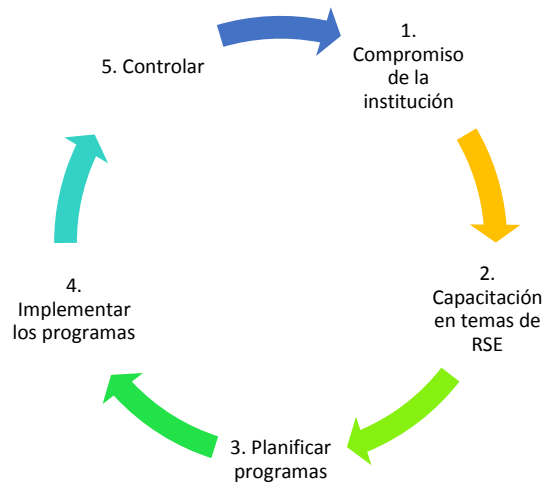 1.
Compromiso
de la
institución
2.
Capacitación
en temas de
RSE
3. Planificar
programas
4.
Implementar
los programas
5. Controlar